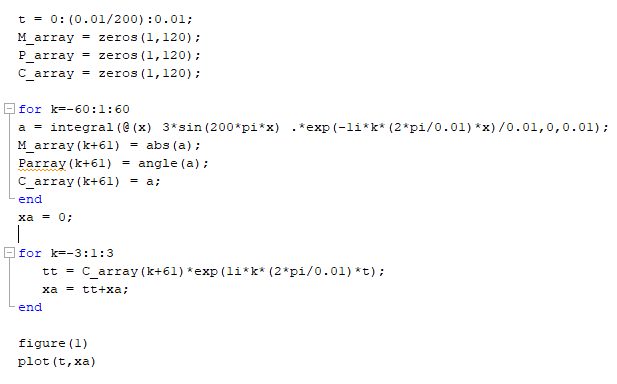 t = 0:(0.01/200):0.01;
M_array = zeros(1,120);
P_array = zeros(1,120);
C_array = zeros(1,120);
for k=-60:1:60
a = integral(@(x) 3*sin(200*pi*x) .*exp(-1i*k*(2*pi/0.01)*x)/0.01,0,0.01);
M_array(k+61) = abs(a);
Parray(k+61) = angle(a);
C_array(k+61) = a;
end
xa = 0;
for k=-3:1:3
tt = C_array(k+61)*exp(1i*k*(2*pi/0.01)*t);
xa = tt+xa;
end
figure(1)
plot(t,xa)